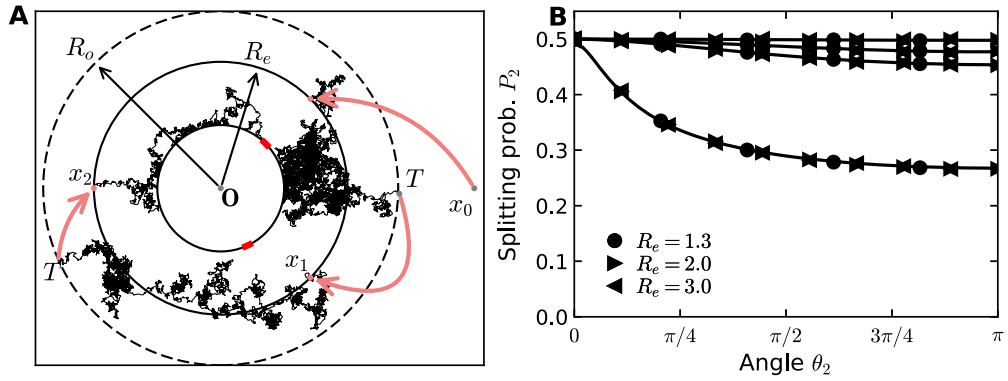 A
R_o
R_e
x_2
O
T
x_0
T
x_1
B
Splitting prob. P_2
0.5
0.4
0.3
0.5
0.1
0.0
R_e = 1.3
R_e = 2.0
R_e = 3.0
0
π/4
π/2
3π/4
π
Angle θ_2